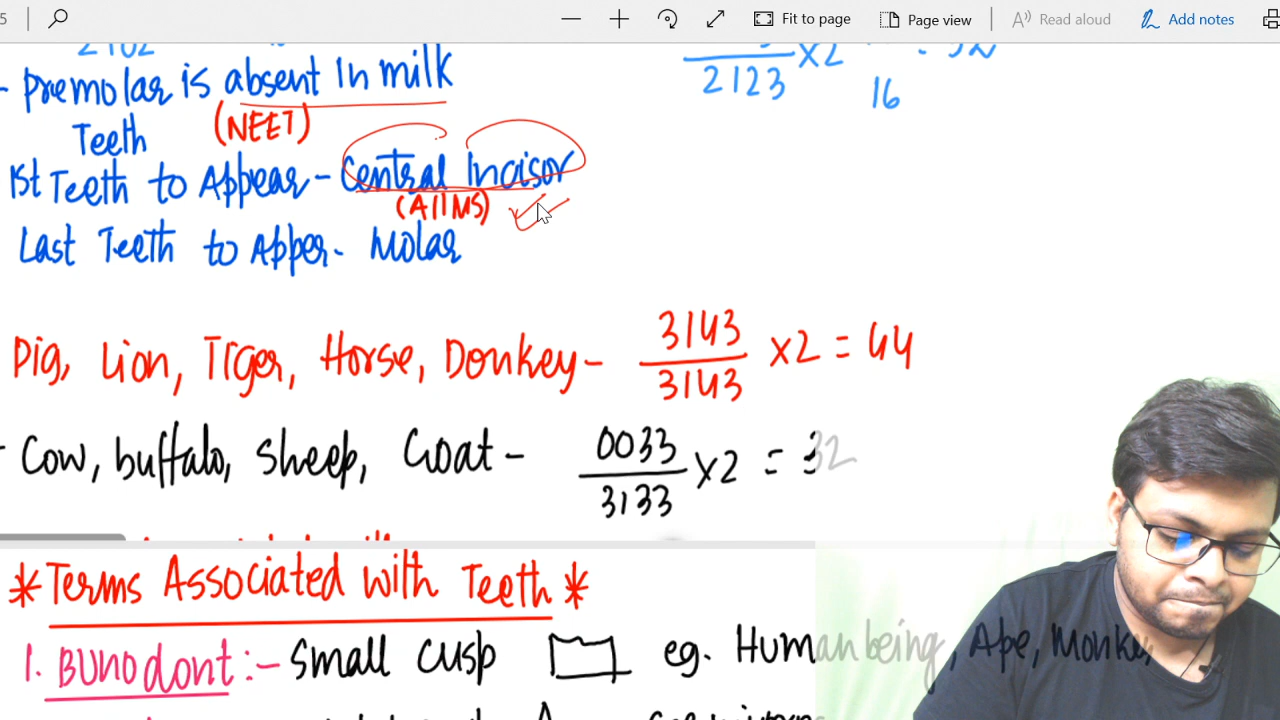 5 Fit to page Page view Read aloud Add notes
2102
2123 x2 = 32
16
- Premolar is absent In milk
Teeth (NEET)
1st Teeth to Appear - Central Incisor
(AIIMS)
Last Teeth to Apper - Molar
Pig, Lion, Tiger, Horse, Donkey - 3143/3143 x2 = 44
- Cow, buffalo, sheep, Goat - 0033/3133 x2 = 32
*Terms Associated with Teeth*
1. Bunodont :- small cusp eg. Human being, Ape, Monkey